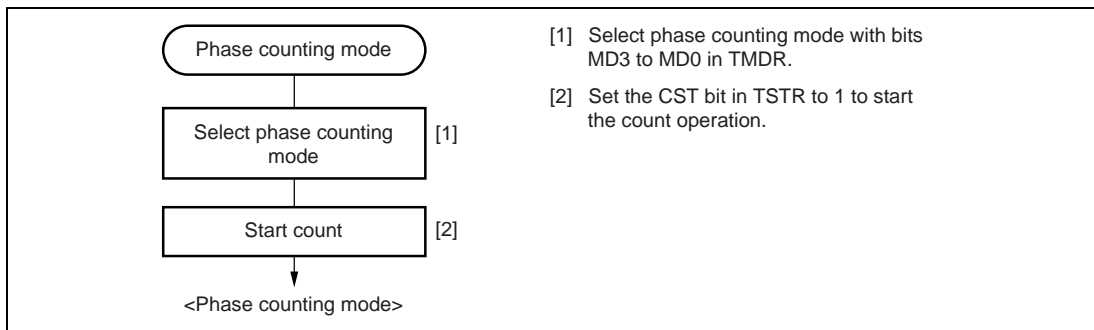 Phase counting mode
Select phase counting
mode
[1]
Start count
[2]
<Phase counting mode>
[1] Select phase counting mode with bits
MD3 to MD0 in TMDR.
[2] Set the CST bit in TSTR to 1 to start
the count operation.